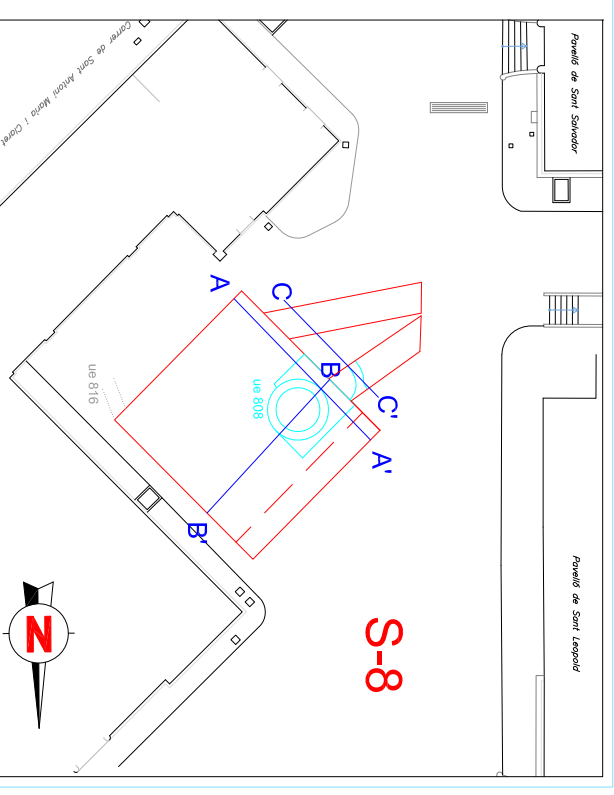 Carrer de Sant Antoni Maria i Claret
Pavelló de Sant Salvador
A
C
B
C'
A'
ue 808
ue 816
B'
S-8
N
Pavelló de Sant Leopold